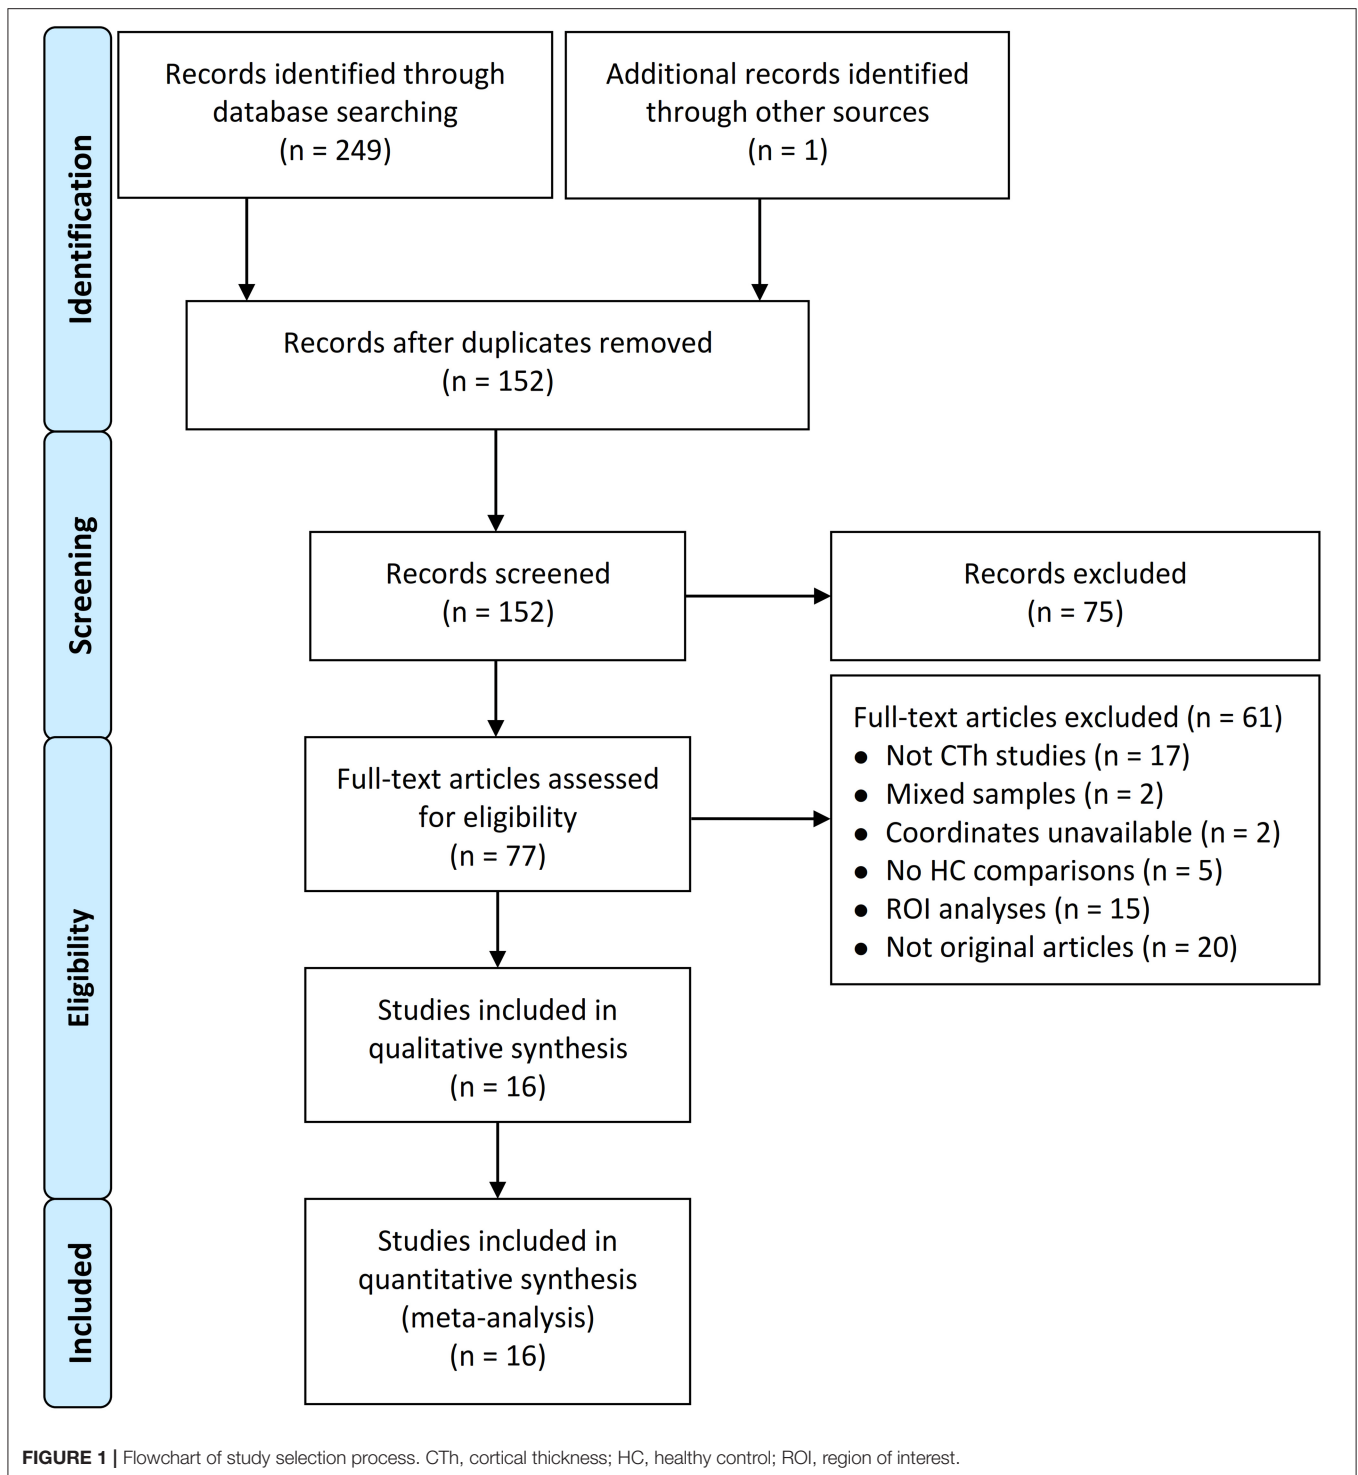 Identification
Records identified through
database searching
(n = 249)
Additional records identified
through other sources
(n = 1)
Records after duplicates removed
(n = 152)
Screening
Records screened
(n = 152)
Records excluded
(n = 75)
Eligibility
Full-text articles assessed
for eligibility
(n = 77)
Full-text articles excluded (n = 61)
● Not CTh studies (n = 17)
● Mixed samples (n = 2)
● Coordinates unavailable (n = 2)
● No HC comparisons (n = 5)
● ROI analyses (n = 15)
● Not original articles (n = 20)
Studies included in
qualitative synthesis
(n = 16)
Included
Studies included in
quantitative synthesis
(meta-analysis)
(n = 16)
FIGURE 1 | Flowchart of study selection process. CTh, cortical thickness; HC, healthy control; ROI, region of interest.